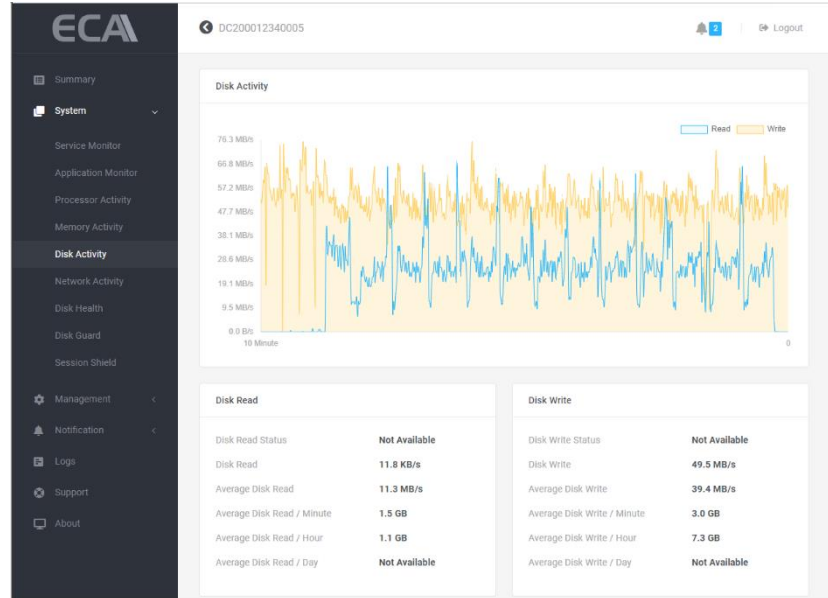 ECA
DC200012340005
2
Logout
Summary
System
Service Monitor
Application Monitor
Processor Activity
Memory Activity
Disk Activity
Network Activity
Disk Health
Disk Guard
Session Shield
Management
Notification
Logs
Support
About
Disk Activity
Read Write
76.3 MB/s
66.8 MB/s
57.2 MB/s
47.7 MB/s
38.1 MB/s
28.6 MB/s
19.1 MB/s
9.5 MB/s
0.0 B/s
10 Minute 0
Disk Read
Disk Read Status Not Available
Disk Read 11.8 KB/s
Average Disk Read 11.3 MB/s
Average Disk Read / Minute 1.5 GB
Average Disk Read / Hour 1.1 GB
Average Disk Read / Day Not Available
Disk Write
Disk Write Status Not Available
Disk Write 49.5 MB/s
Average Disk Write 39.4 MB/s
Average Disk Write / Minute 3.0 GB
Average Disk Write / Hour 7.3 GB
Average Disk Write / Day Not Available